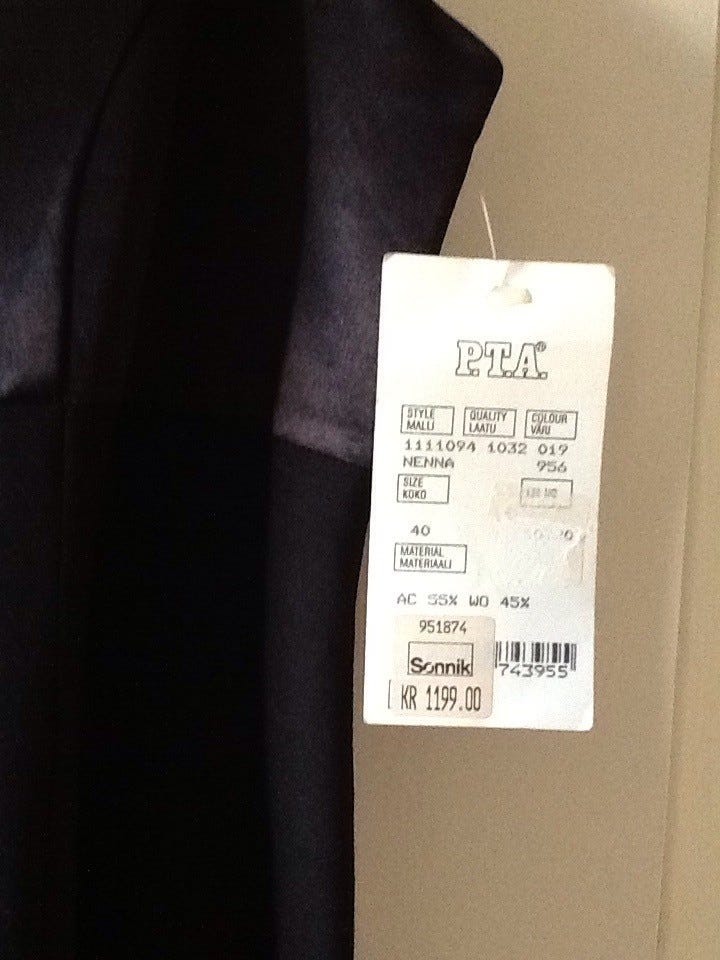 P.T.A.®
STYLE QUALITY COLOUR
MALLI LAATU VÄRI
1111094 1032 019
NENNA 956
SIZE
KOKO
40
MATERIAL
MATERIAALI
AC 55% WO 45%
951874
Sonnik
743955
KR 1199.00